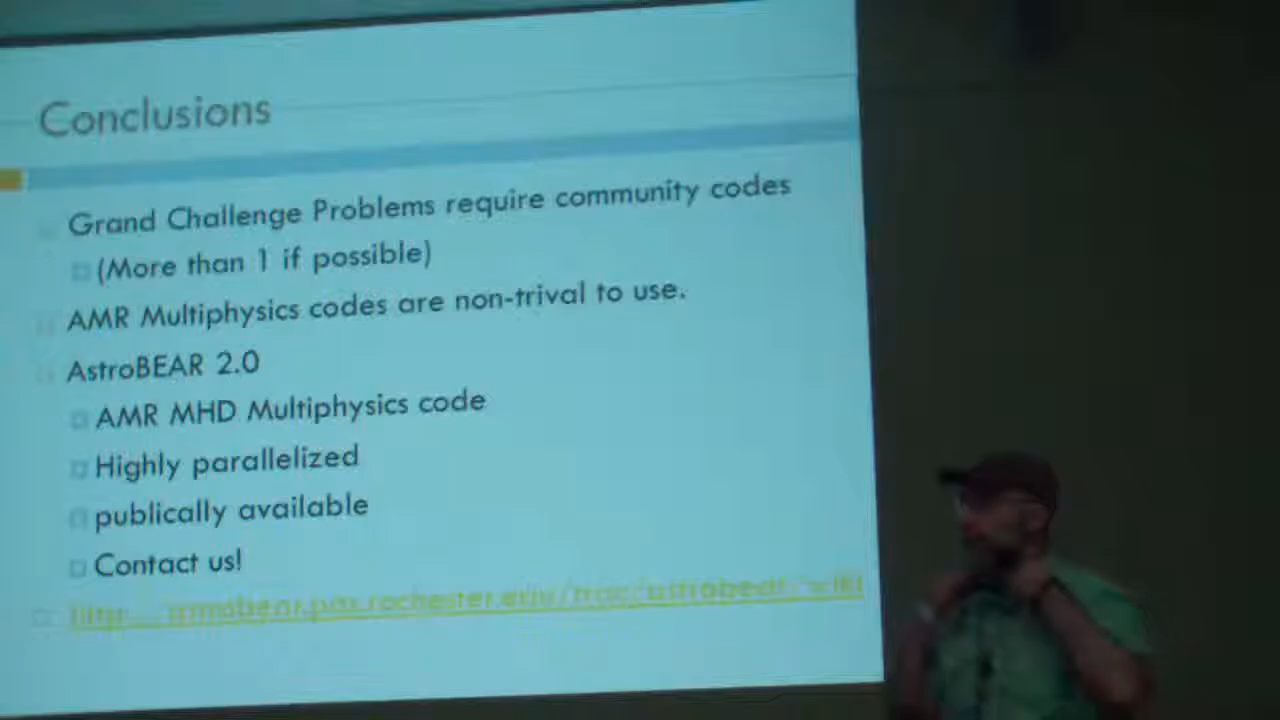 Conclusions
Grand Challenge Problems require community codes
(More than 1 if possible)
AMR Multiphysics codes are non-trival to use.
AstroBEAR 2.0
AMR MHD Multiphysics code
Highly parallelized
publically available
Contact us!